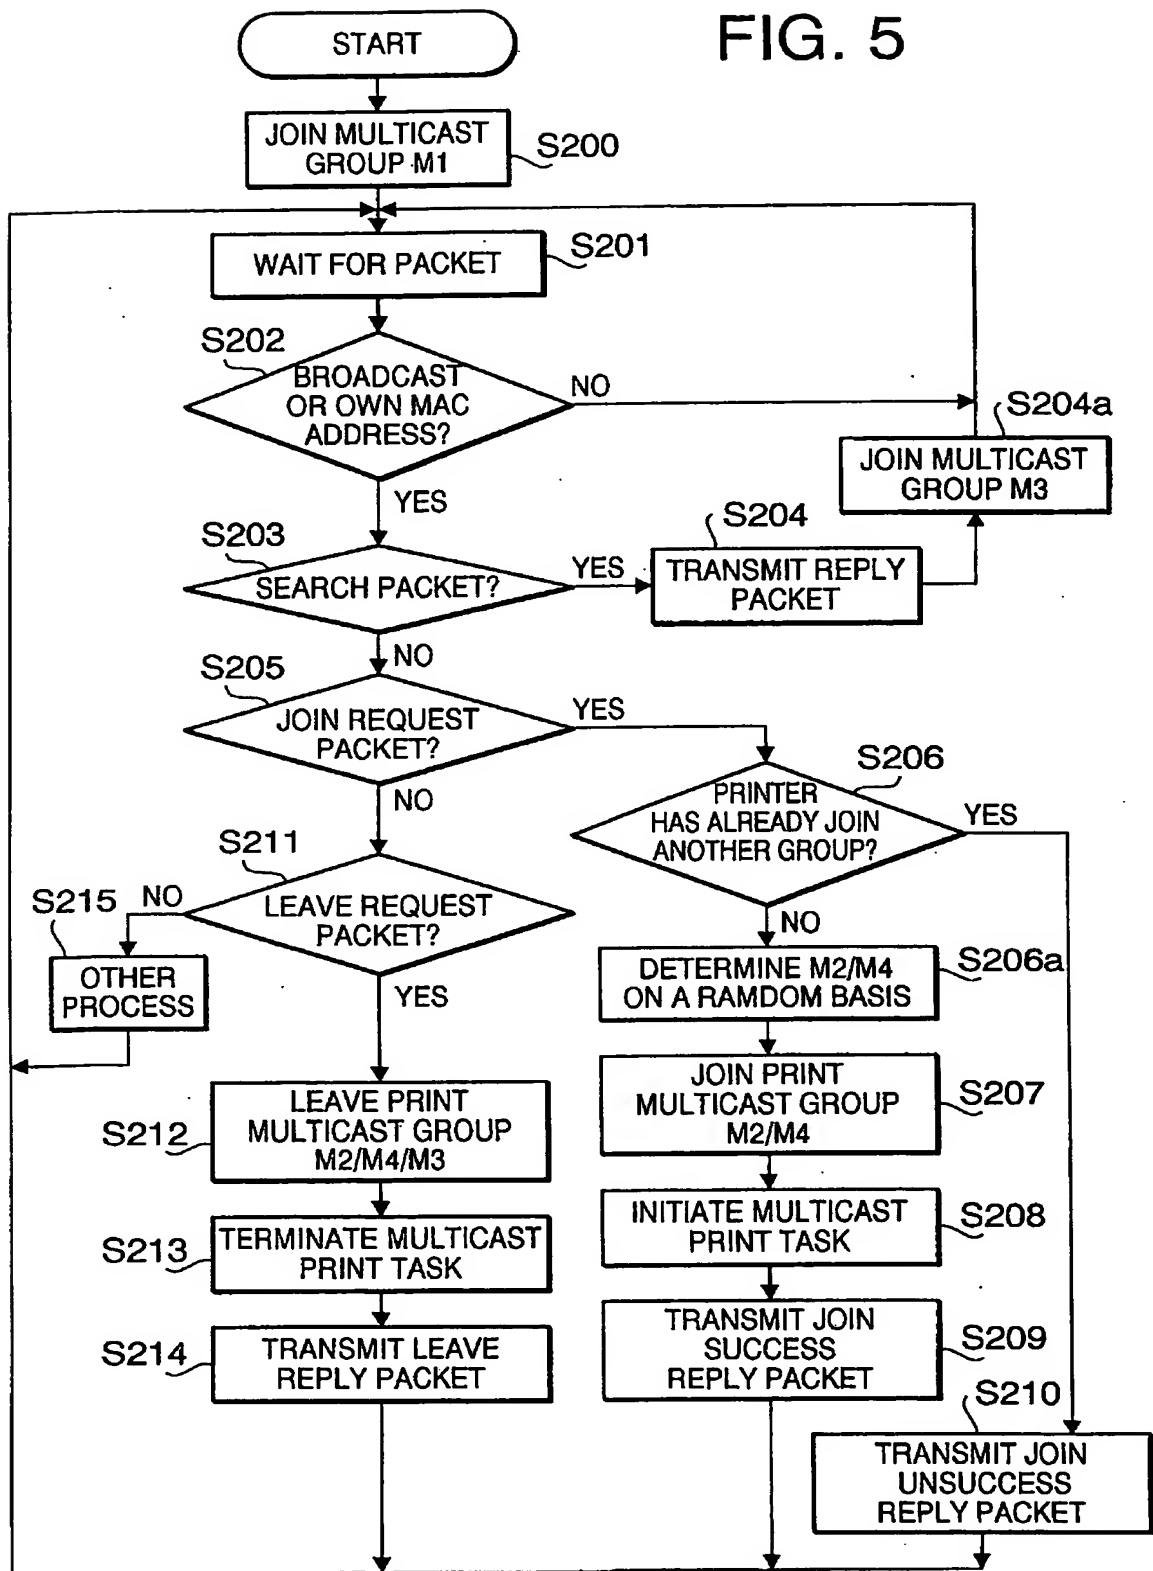 FIG. 5
START
JOIN MULTICAST
GROUP M1
S200
WAIT FOR PACKET
S201
S202
BROADCAST
OR OWN MAC
ADDRESS?
NO
YES
S204a
JOIN MULTICAST
GROUP M3
S203
SEARCH PACKET?
YES
NO
S204
TRANSMIT REPLY
PACKET
S205
JOIN REQUEST
PACKET?
YES
NO
S206
PRINTER
HAS ALREADY JOIN
ANOTHER GROUP?
YES
NO
S211
LEAVE REQUEST
PACKET?
NO
YES
S215
OTHER
PROCESS
S206a
DETERMINE M2/M4
ON A RAMDOM BASIS
JOIN PRINT
MULTICAST GROUP
M2/M4
S207
S212
LEAVE PRINT
MULTICAST GROUP
M2/M4/M3
INITIATE MULTICAST
PRINT TASK
S208
S213
TERMINATE MULTICAST
PRINT TASK
TRANSMIT JOIN
SUCCESS
REPLY PACKET
S209
S214
TRANSMIT LEAVE
REPLY PACKET
S210
TRANSMIT JOIN
UNSUCCESS
REPLY PACKET